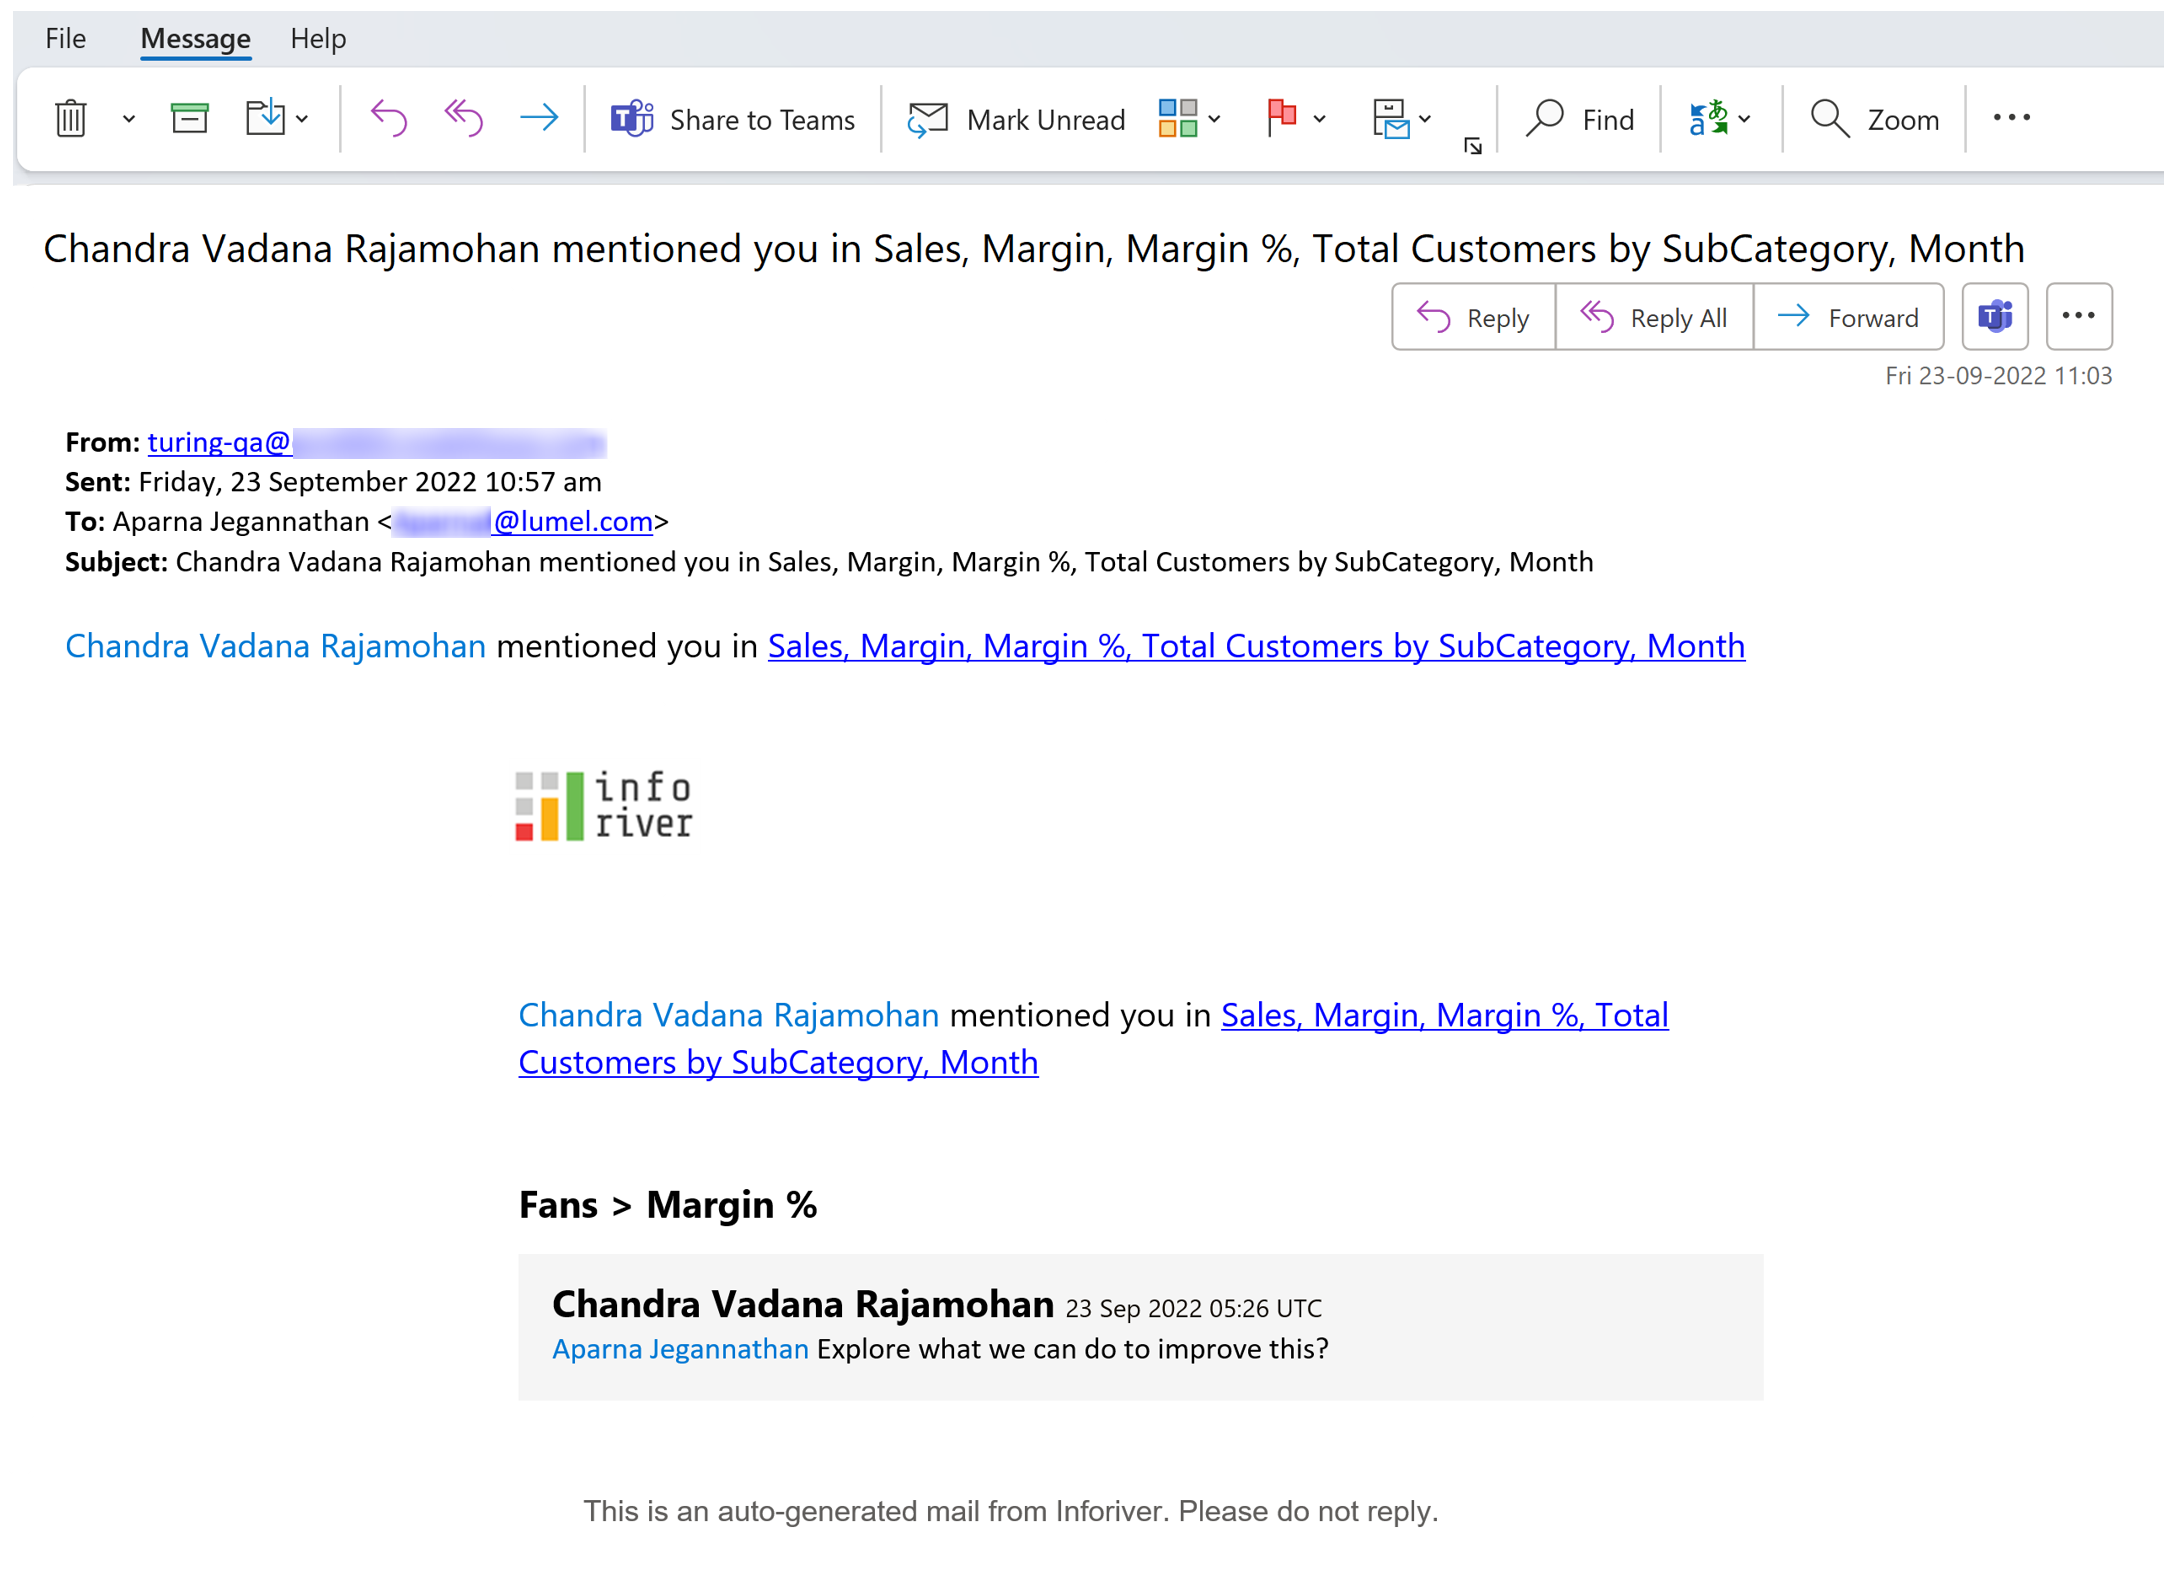 File Message Help
Share to Teams Mark Unread Find Zoom
Chandra Vadana Rajamohan mentioned you in Sales, Margin, Margin %, Total Customers by SubCategory, Month
Reply Reply All Forward
Fri 23-09-2022 11:03
From: turing-qa@
Sent: Friday, 23 September 2022 10:57 am
To: Aparna Jegannathan < @lumel.com>
Subject: Chandra Vadana Rajamohan mentioned you in Sales, Margin, Margin %, Total Customers by SubCategory, Month
Chandra Vadana Rajamohan mentioned you in Sales, Margin, Margin %, Total Customers by SubCategory, Month
info
river
Chandra Vadana Rajamohan mentioned you in Sales, Margin, Margin %, Total
Customers by SubCategory, Month
Fans > Margin %
Chandra Vadana Rajamohan 23 Sep 2022 05:26 UTC
Aparna Jegannathan Explore what we can do to improve this?
This is an auto-generated mail from Inforiver. Please do not reply.